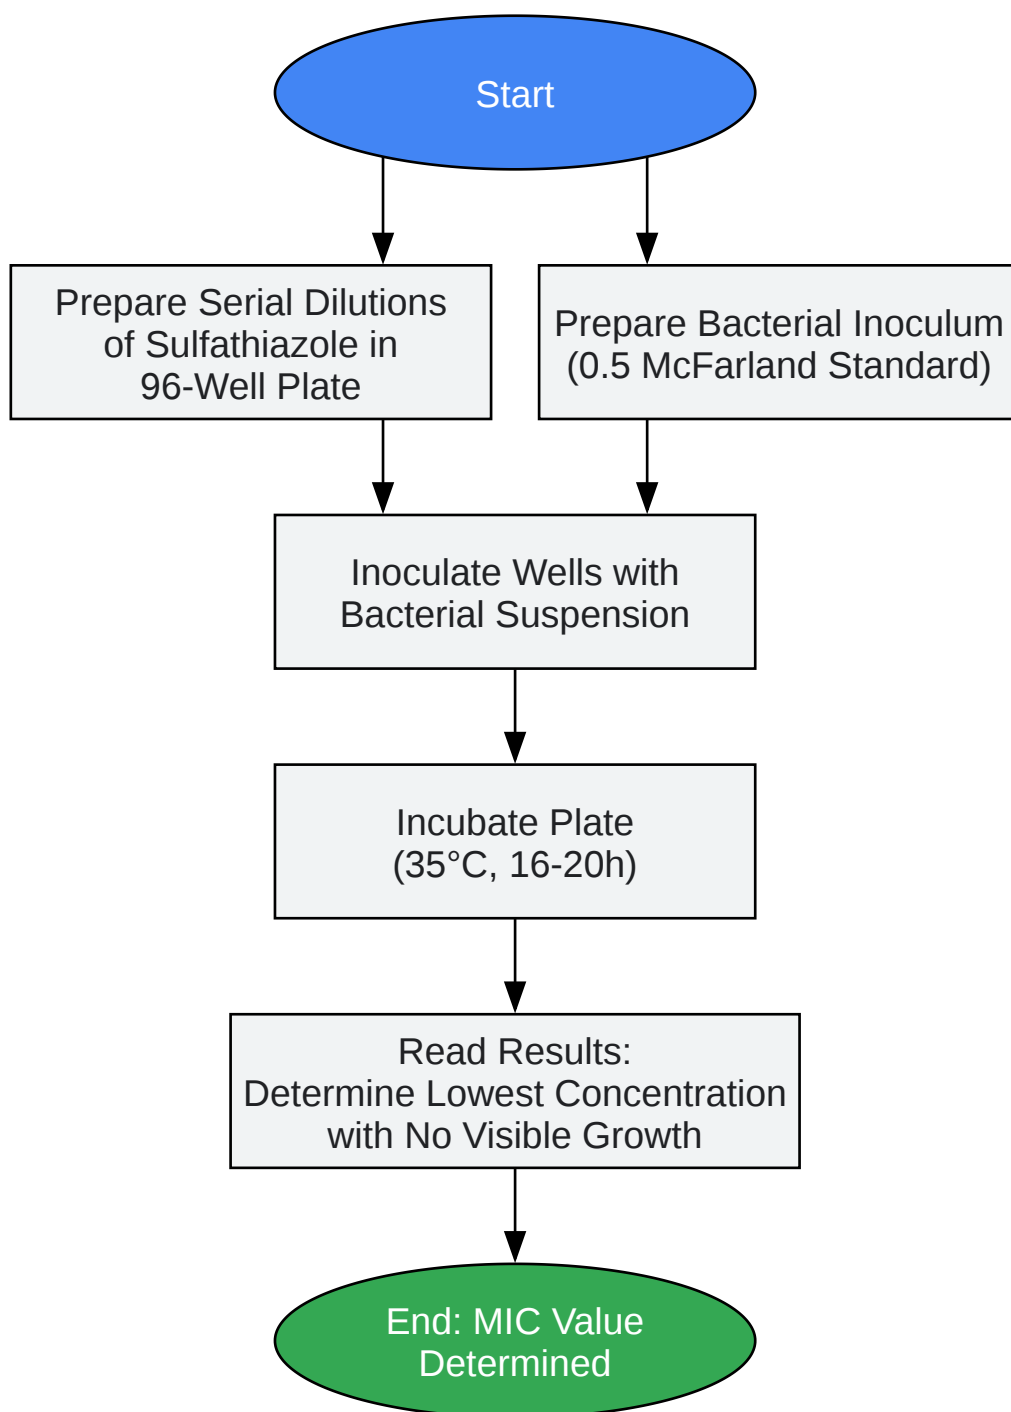 Start
Prepare Serial Dilutions
of Sulfathiazole in
96-Well Plate
Prepare Bacterial Inoculum
(0.5 McFarland Standard)
Inoculate Wells with
Bacterial Suspension
Incubate Plate
(35°C, 16-20h)
Read Results:
Determine Lowest Concentration
with No Visible Growth
End: MIC Value
Determined